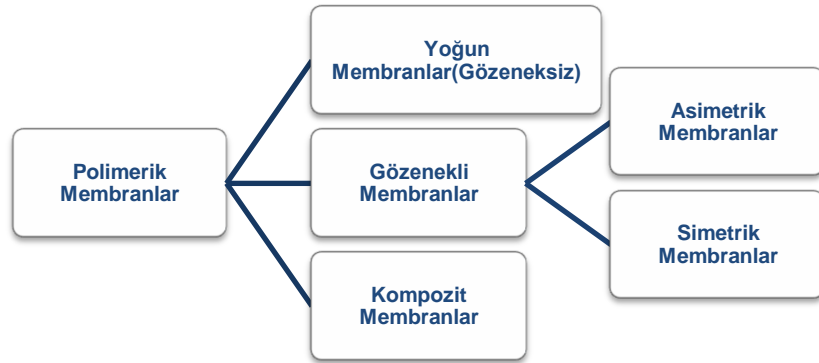 Yoğun
Membranlar(Gözeneksiz)
Asimetrik
Membranlar
Polimerik
Membranlar
Gözenekli
Membranlar
Simetrik
Membranlar
Kompozit
Membranlar